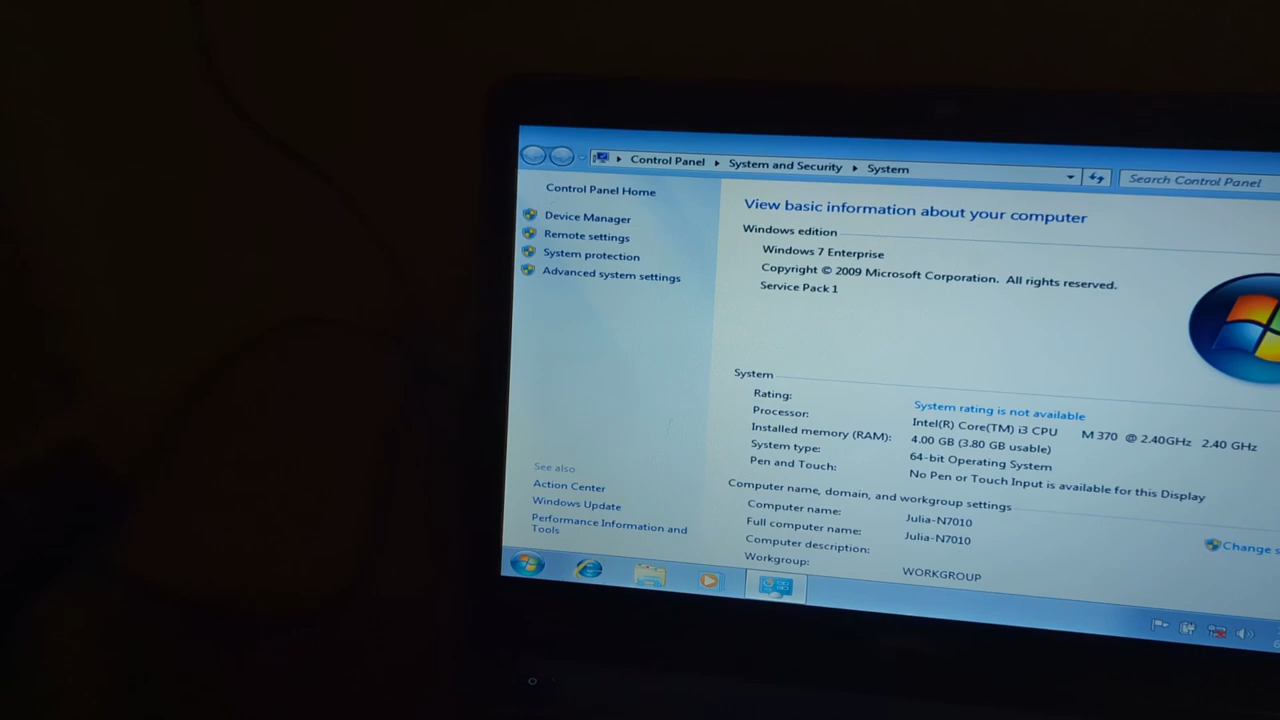 Control Panel ▸ System and Security ▸ System
Search Control Panel
Control Panel Home
Device Manager
Remote settings
System protection
Advanced system settings
See also
Action Center
Windows Update
Performance Information and
Tools
View basic information about your computer
Windows edition
Windows 7 Enterprise
Copyright © 2009 Microsoft Corporation. All rights reserved.
Service Pack 1
System
Rating: System rating is not available
Processor: Intel(R) Core(TM) i3 CPU M 370 @ 2.40GHz 2.40 GHz
Installed memory (RAM): 4.00 GB (3.80 GB usable)
System type: 64-bit Operating System
Pen and Touch: No Pen or Touch Input is available for this Display
Computer name, domain, and workgroup settings
Computer name: Julia-N7010
Full computer name: Julia-N7010
Computer description:
Workgroup: WORKGROUP
Change s